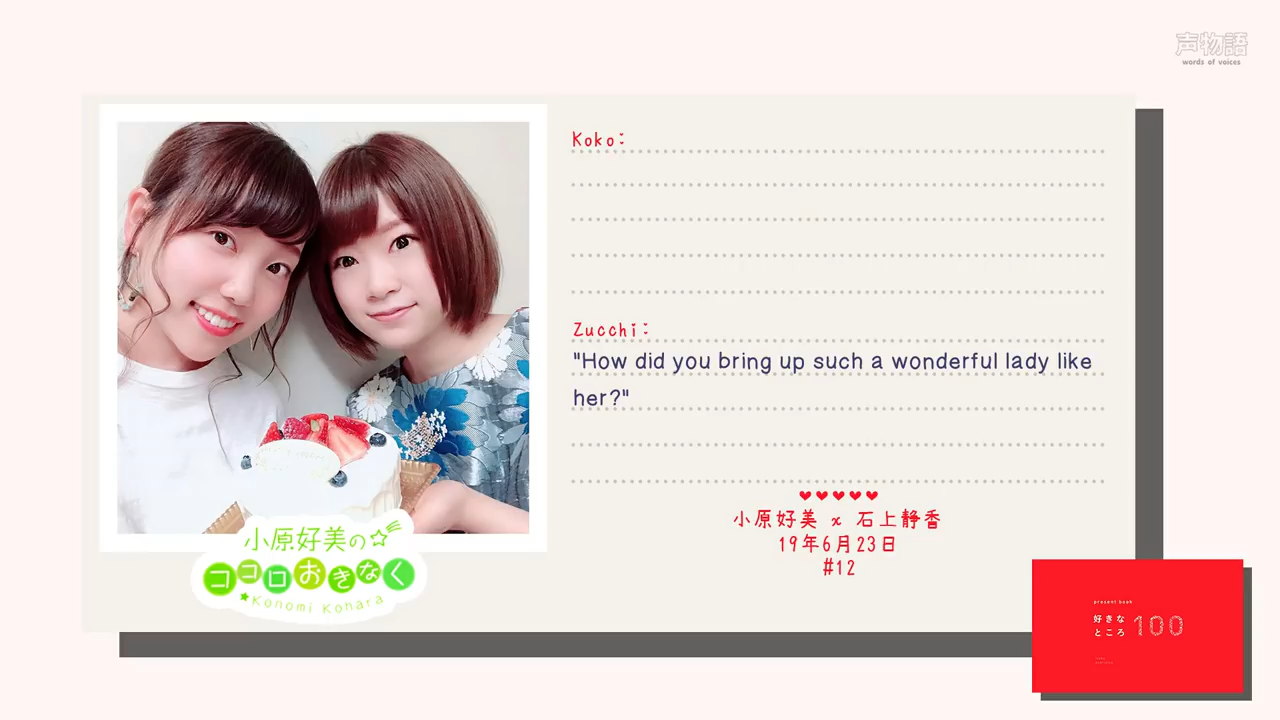 声物語
words of voices
Koko:
Zucchi:
"How did you bring up such a wonderful lady like
her?"
♥♥♥♥♥
小原好美 x 石上静香
19年6月23日
#12
小原好美の☆
ココロおきなく
★Konomi Kohara
present book
好きな
ところ 100